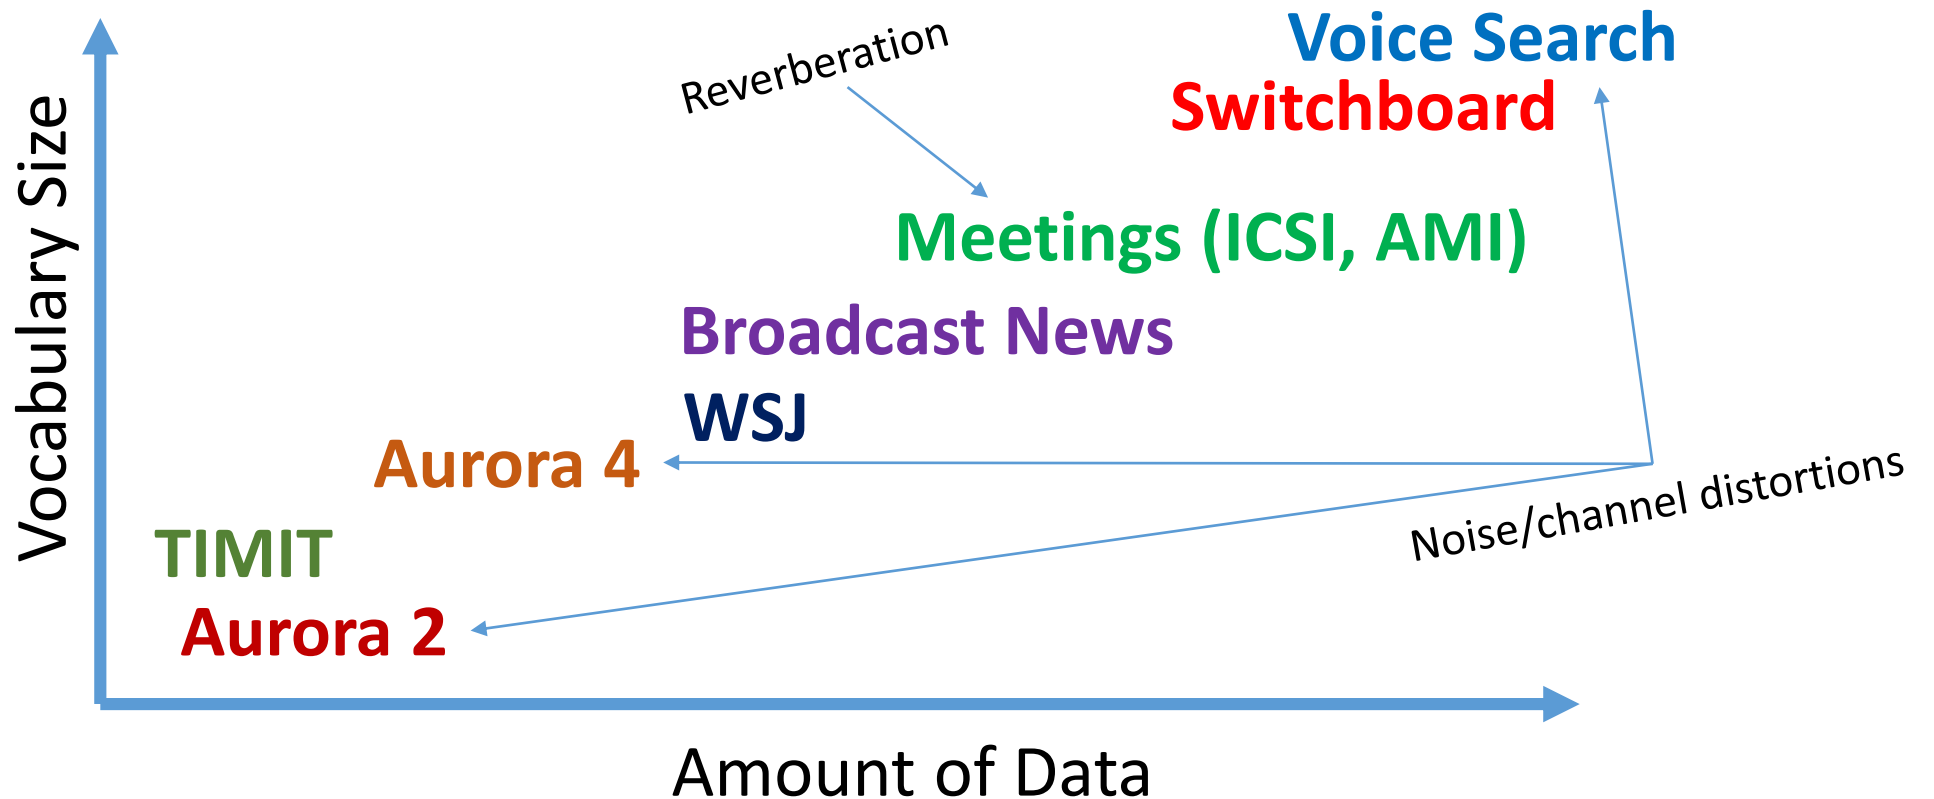 Voice Search
Reverberation
Switchboard
Meetings (ICSI, AMI)
Broadcast News
WSJ
Aurora 4
Noise/channel distortions
TIMIT
Aurora 2
Vocabulary Size
Amount of Data